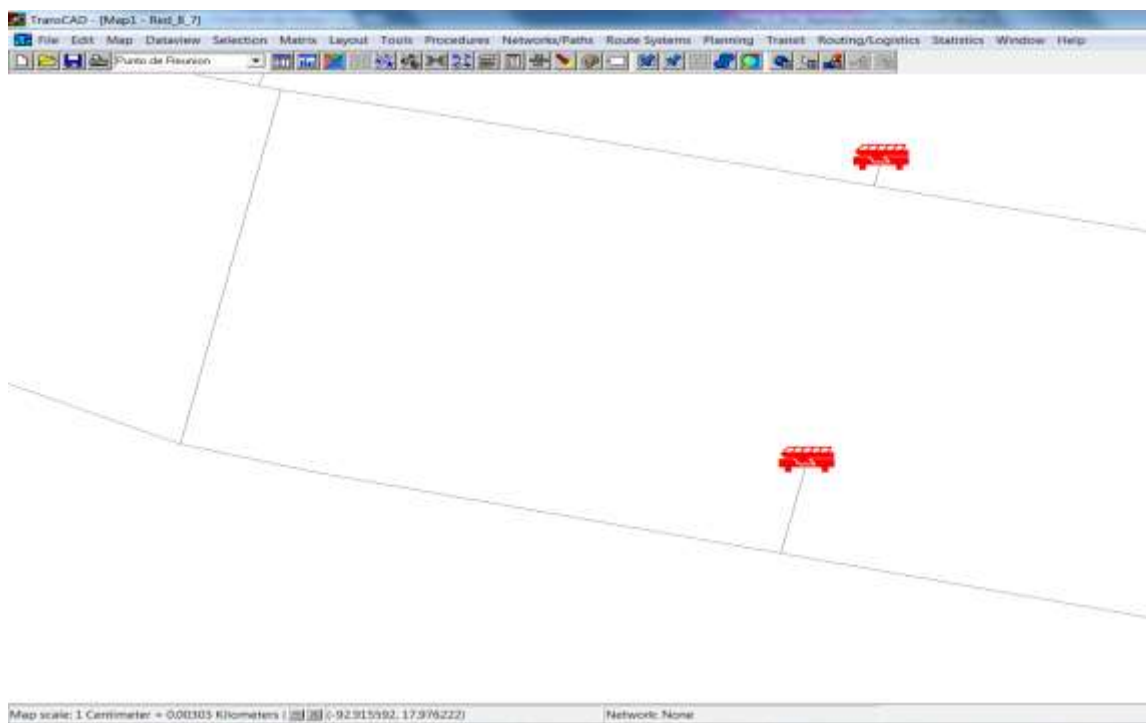 TransCAD - [Map1 - Red_8_7]
File Edit Map Dataview Selection Matrix Layout Tools Procedures Networks/Paths Route Systems Planning Transit Routing/Logistics Statistics Window Help
Punto de Reunion
Map scale: 1 Centimeter = 0.00303 Kilometers (-92.915592, 17.976222) Network: None